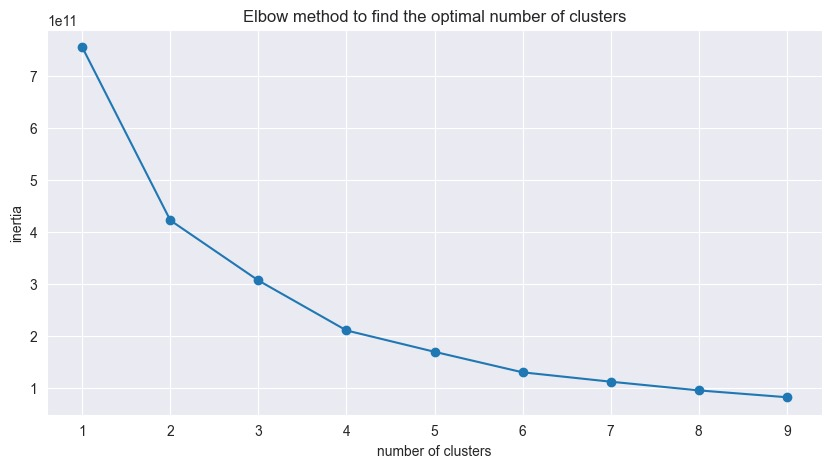 Elbow method to find the optimal number of clusters
1e11
7
6
5
4
3
2
1
inertia
1 2 3 4 5 6 7 8 9
number of clusters